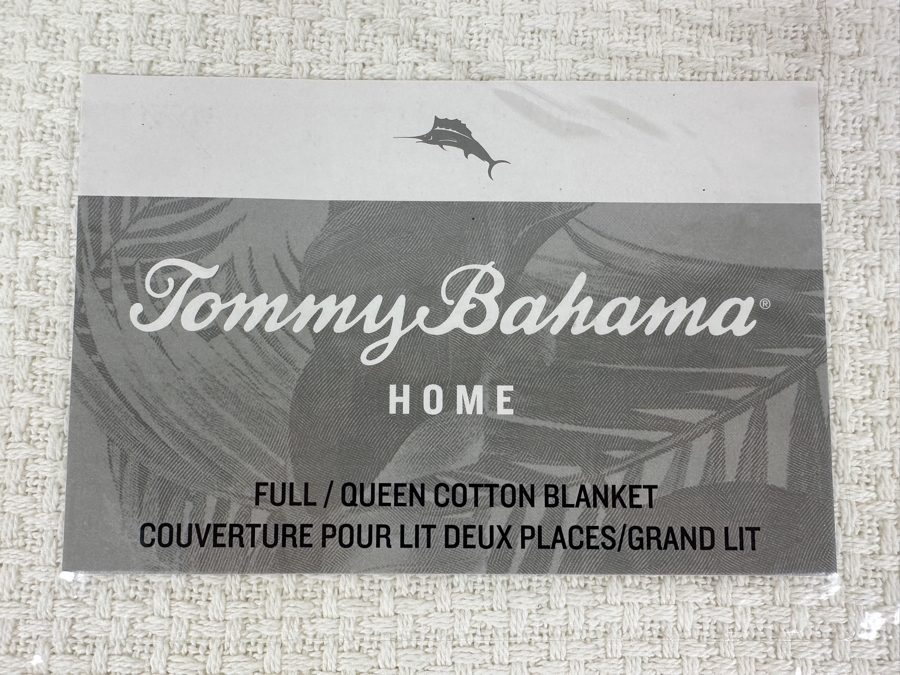 Tommy Bahama®
HOME
FULL / QUEEN COTTON BLANKET
COUVERTURE POUR LIT DEUX PLACES/GRAND LIT